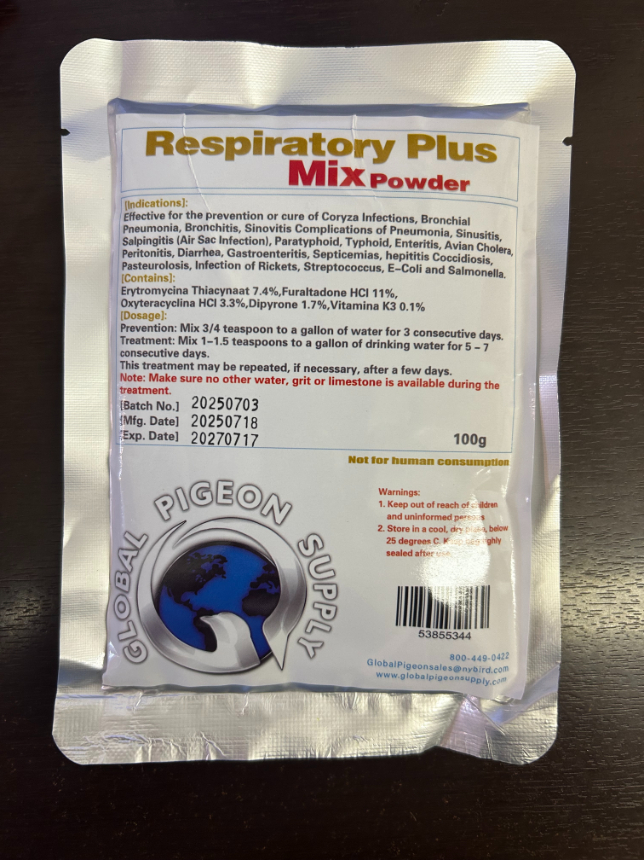 Respiratory Plus
Mix Powder
[Indications]:
Effective for the prevention or cure of Coryza Infections, Bronchial
Pneumonia, Bronchitis, Sinovitis Complications of Pneumonia, Sinusitis,
Salpingitis (Air Sac Infection), Paratyphoid, Typhoid, Enteritis, Avian Cholera,
Peritonitis, Diarrhea, Gastroenteritis, Septicemias, hepititis Coccidiosis,
Pasteurolosis, Infection of Rickets, Streptococcus, E-Coli and Salmonella.
[Contains]:
Erytromycina Thiacynaat 7.4%,Furaltadone HCl 11%,
Oxyteracyclina HCl 3.3%,Dipyrone 1.7%,Vitamina K3 0.1%
[Dosage]:
Prevention: Mix 3/4 teaspoon to a gallon of water for 3 consecutive days.
Treatment: Mix 1-1.5 teaspoons to a gallon of drinking water for 5 - 7
consecutive days.
This treatment may be repeated, if necessary, after a few days.
Note: Make sure no other water, grit or limestone is available during the
treatment.
[Batch No.] 20250703
[Mfg. Date] 20250718
[Exp. Date] 20270717
100g
Not for human consumption
GLOBAL PIGEON SUPPLY
Warnings:
1. Keep out of reach of children
and uninformed persons
2. Store in a cool, dry below
25 degrees C.
sealed after
53855344
800-449-0422
GlobalPigeonsales@nybird.com
www.globalpigeonsupply.com